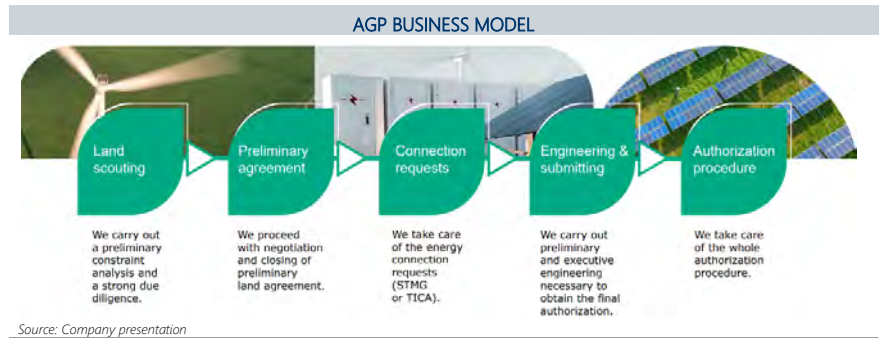 AGP BUSINESS MODEL
Land
scouting
Preliminary
agreement
Connection
requests
Engineering &
submitting
Authorization
procedure
We carry out
a preliminary
constraint
analysis and
a strong due
diligence.
We proceed
with negotiation
and closing of
preliminary
land agreement.
We take care
of the energy
connection
requests
(STMG
or TICA).
We carry out
preliminary
and executive
engineering
necessary to
obtain the final
authorization.
We take care
of the whole
authorization
procedure.
Source: Company presentation